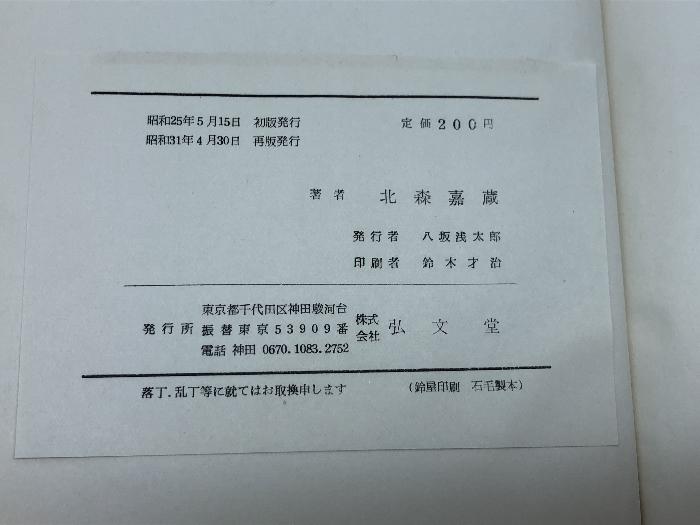 昭和25年5月15日 初版発行
定価200円
昭和31年4月30日 再版発行
著者 北森嘉蔵
発行者 八坂浅太郎
印刷者 鈴木才治
東京都千代田区神田駿河台
発行所 振替東京53909番 株式会社 弘文堂
電話 神田 0670.1083.2752
落丁.乱丁等に就てはお取換申します (鈴屋印刷 石毛製本)